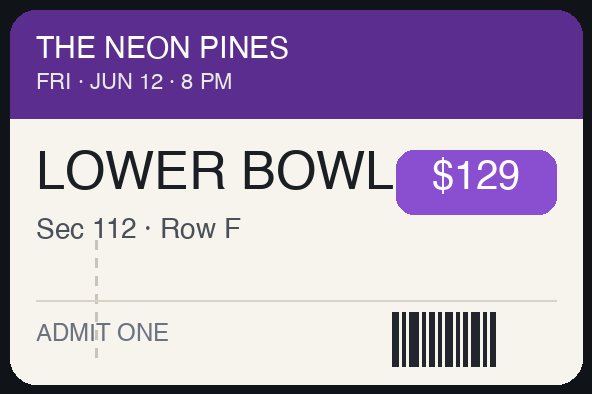 THE NEON PINES
FRI · JUN 12 · 8 PM
LOWER BOWL
$129
Sec 112 · Row F
ADMIT ONE